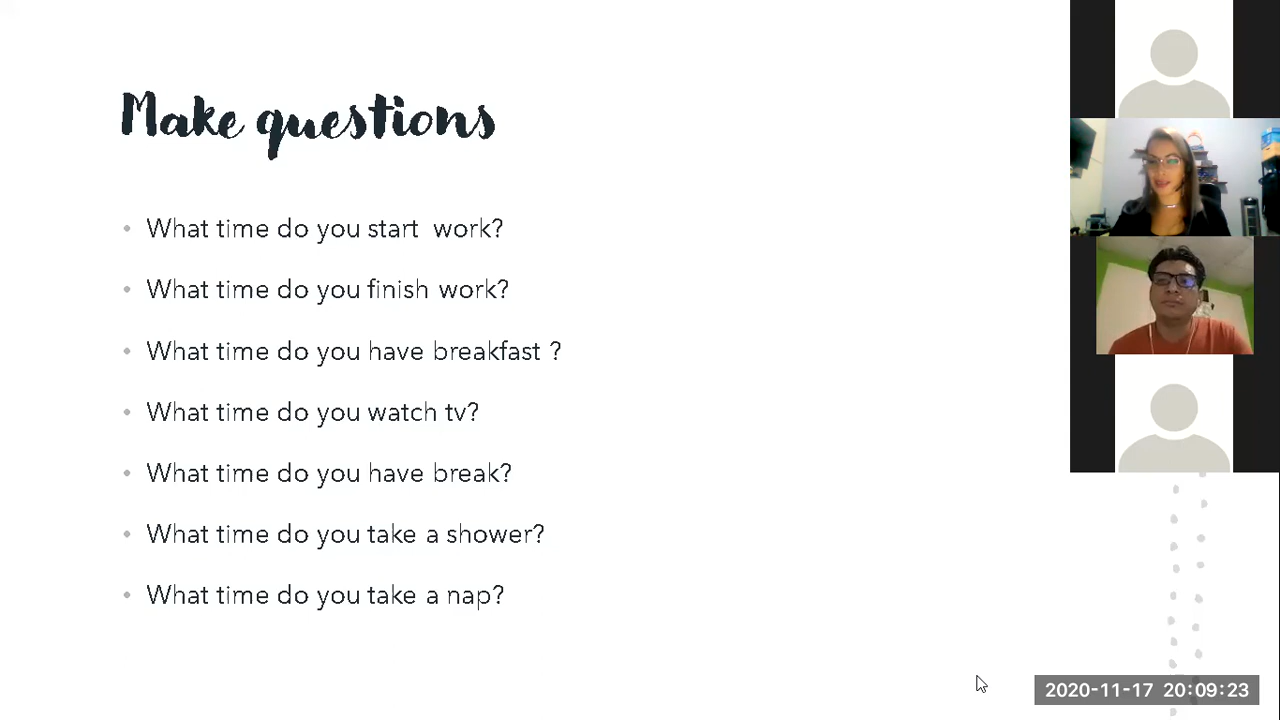 Make questions
• What time do you start  work?
• What time do you finish work?
• What time do you have breakfast ?
• What time do you watch tv?
• What time do you have break?
• What time do you take a shower?
• What time do you take a nap?
2020-11-17 20:09:23